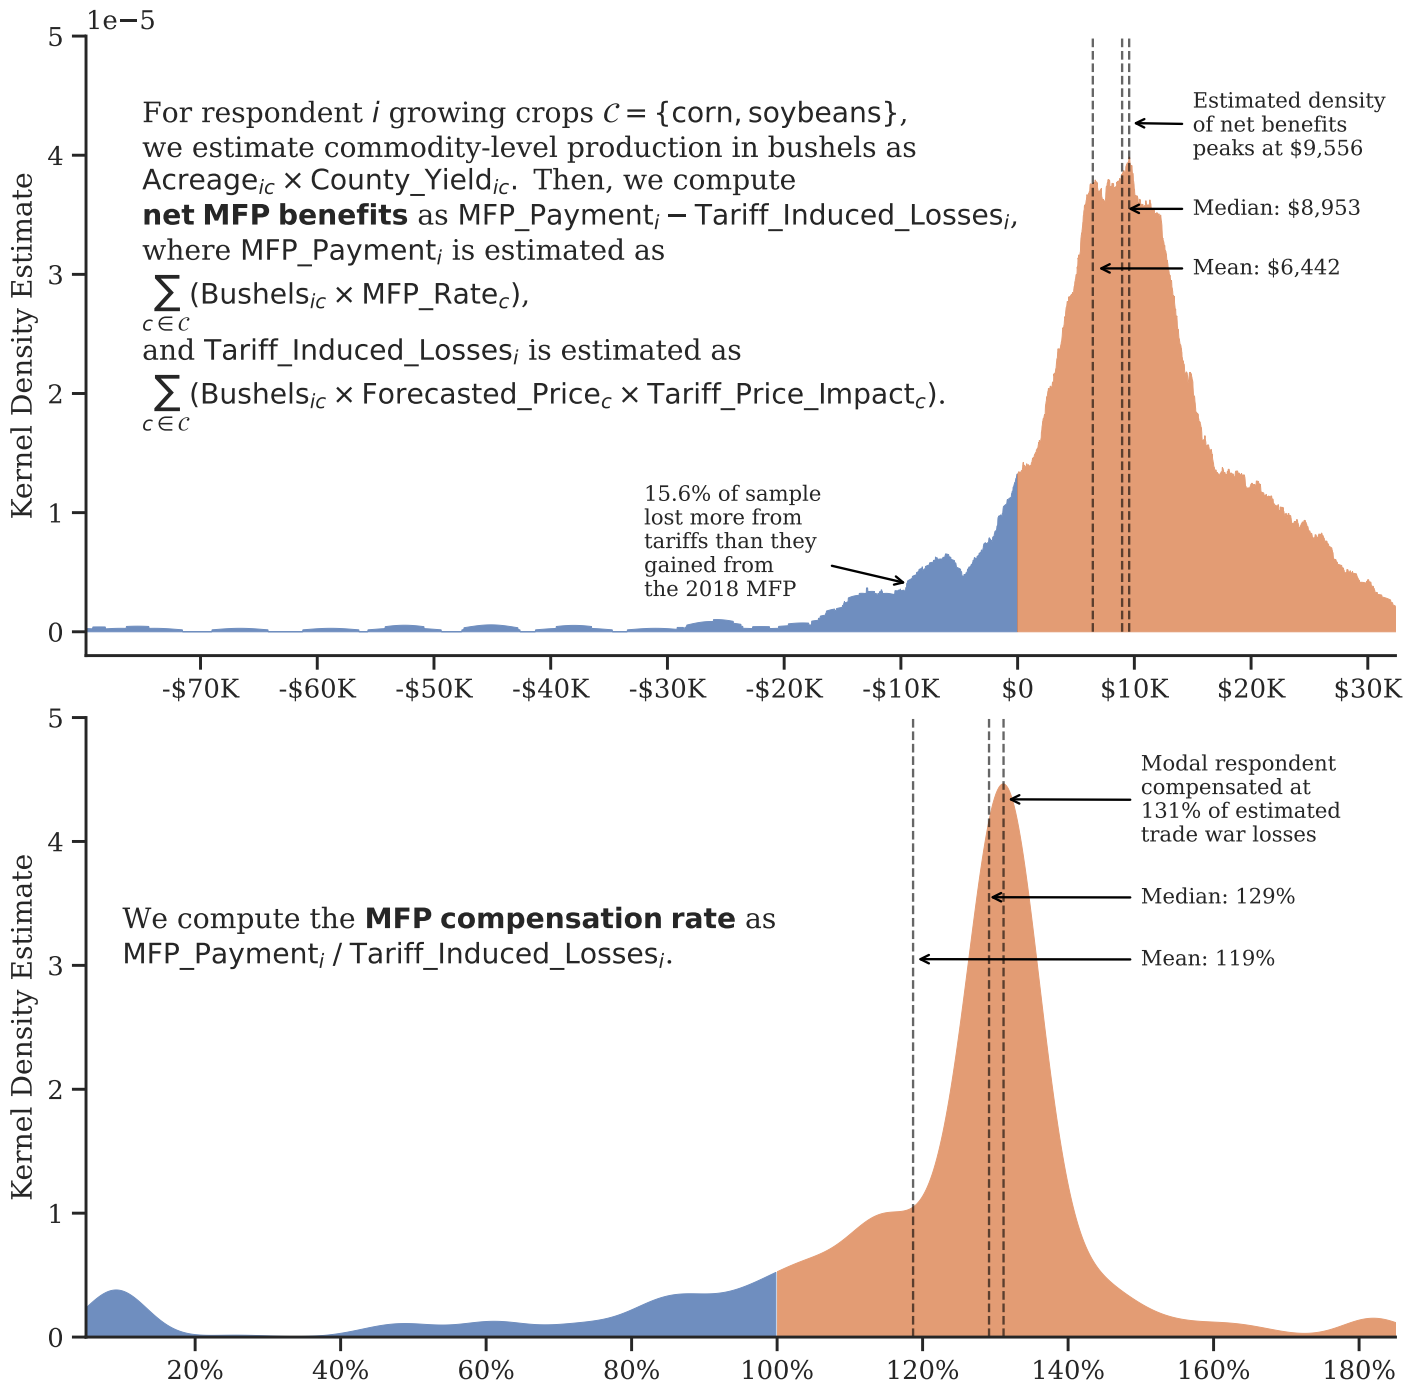 1e−5
5
4
3
2
1
0
Kernel Density Estimate
For respondent i growing crops 𝒞 = {corn, soybeans},
we estimate commodity-level production in bushels as
Acreage_ic × County_Yield_ic. Then, we compute
net MFP benefits as MFP_Payment_i − Tariff_Induced_Losses_i,
where MFP_Payment_i is estimated as
∑ (Bushels_ic × MFP_Rate_c),
c ∈ 𝒞
and Tariff_Induced_Losses_i is estimated as
∑ (Bushels_ic × Forecasted_Price_c × Tariff_Price_Impact_c).
c ∈ 𝒞
Estimated density
of net benefits
peaks at $9,556
Median: $8,953
Mean: $6,442
15.6% of sample
lost more from
tariffs than they
gained from
the 2018 MFP
-$70K -$60K -$50K -$40K -$30K -$20K -$10K $0 $10K $20K $30K
5
4
3
2
1
0
Kernel Density Estimate
Modal respondent
compensated at
131% of estimated
trade war losses
Median: 129%
Mean: 119%
We compute the MFP compensation rate as
MFP_Payment_i / Tariff_Induced_Losses_i.
20% 40% 60% 80% 100% 120% 140% 160% 180%